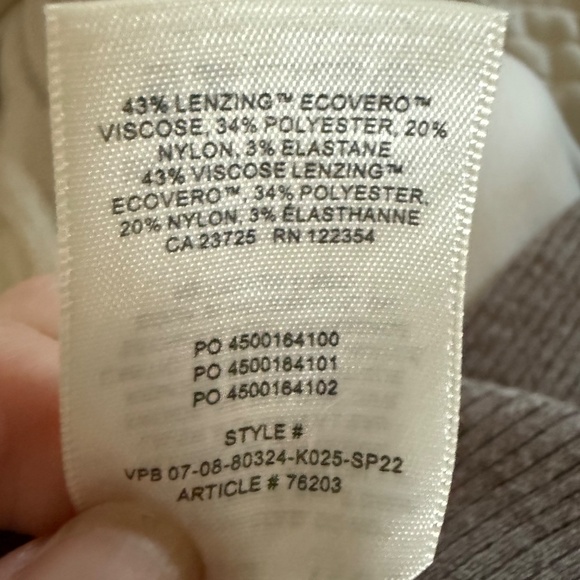 43% LENZING™ ECOVERO™
VISCOSE, 34% POLYESTER, 20%
NYLON, 3% ELASTANE
43% VISCOSE LENZING™
ECOVERO™, 34% POLYESTER,
20% NYLON, 3% ÉLASTHANNE
CA 23725 RN 122354
PO 4500164100
PO 4500164101
PO 4500164102
STYLE #
VPB 07-08-80324-K025-SP22
ARTICLE # 76203